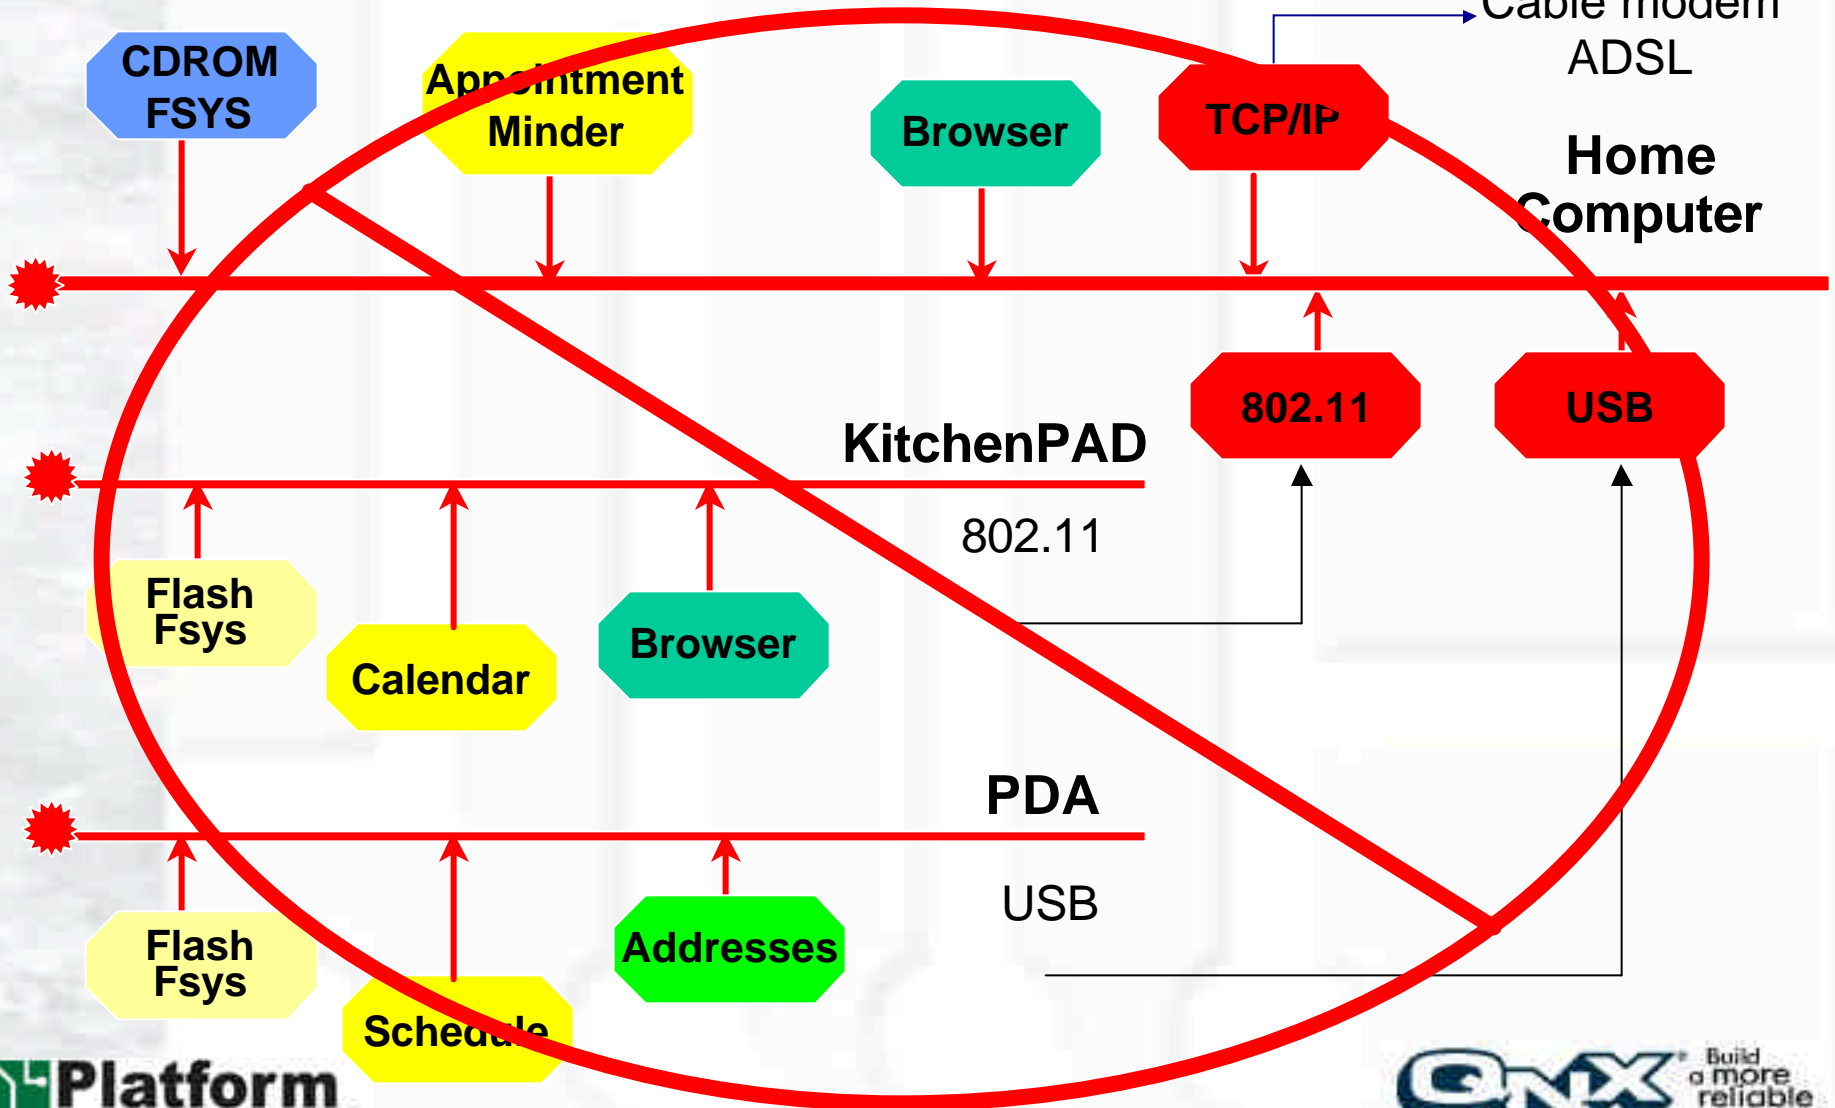 Cable modem
ADSL
CDROM
FSYS
Appointment
Minder
Browser
TCP/IP
Home
Computer
802.11
USB
KitchenPAD
802.11
Flash
Fsys
Calendar
Browser
PDA
USB
Flash
Fsys
Schedule
Addresses
Platform
QNX
Build
a more
reliable